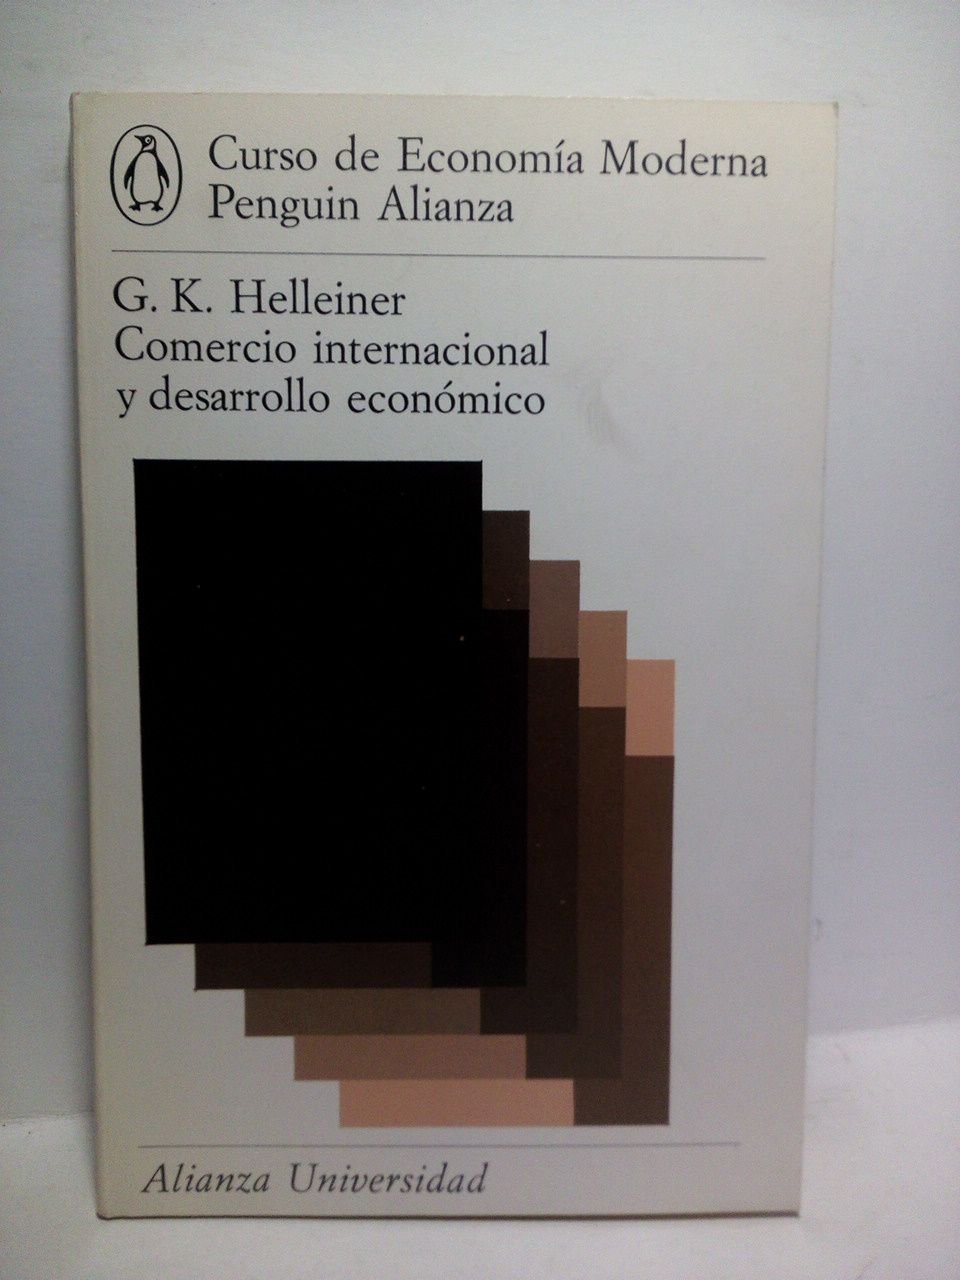 Curso de Economía Moderna
Penguin Alianza
G. K. Helleiner
Comercio internacional
y desarrollo económico
Alianza Universidad